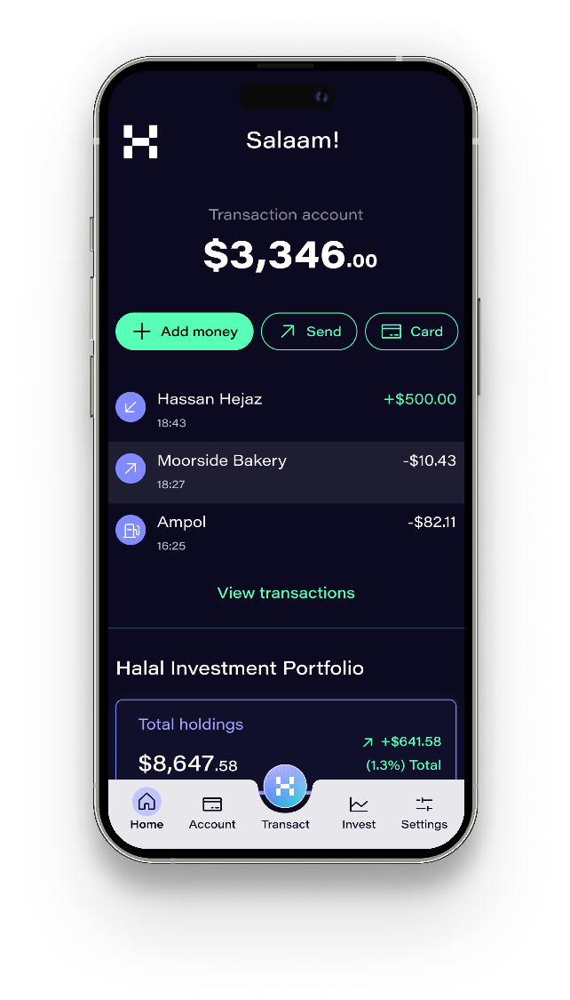 Salaam!
Transaction account
$3,346.00
Add money
Send
Card
Hassan Hejaz
+$500.00
18:43
Moorside Bakery
-$10.43
18:27
Ampol
-$82.11
16:25
View transactions
Halal Investment Portfolio
Total holdings
+$641.58
$8,647.58
(1.3%) Total
Home
Account
Transact
Invest
Settings